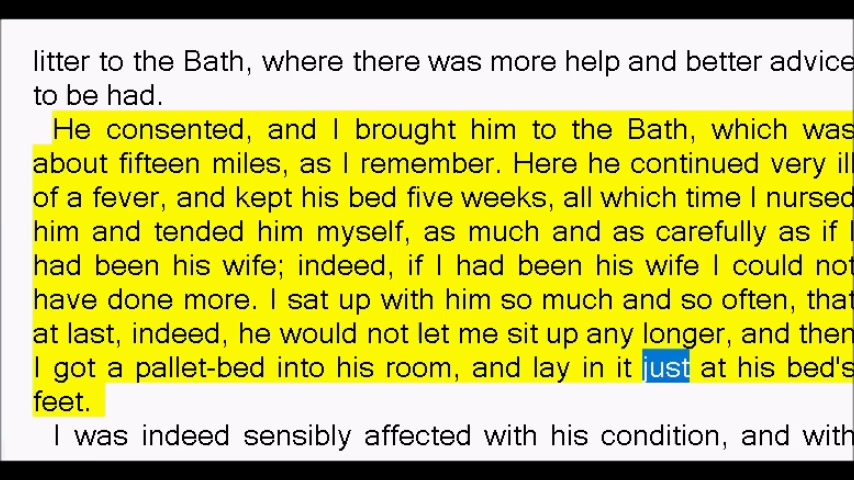 litter to the Bath, where there was more help and better advice
to be had.
He consented, and I brought him to the Bath, which was
about fifteen miles, as I remember. Here he continued very ill
of a fever, and kept his bed five weeks, all which time I nursed
him and tended him myself, as much and as carefully as if I
had been his wife; indeed, if I had been his wife I could not
have done more. I sat up with him so much and so often, that
at last, indeed, he would not let me sit up any longer, and then
I got a pallet-bed into his room, and lay in it just at his bed's
feet.
I was indeed sensibly affected with his condition, and with